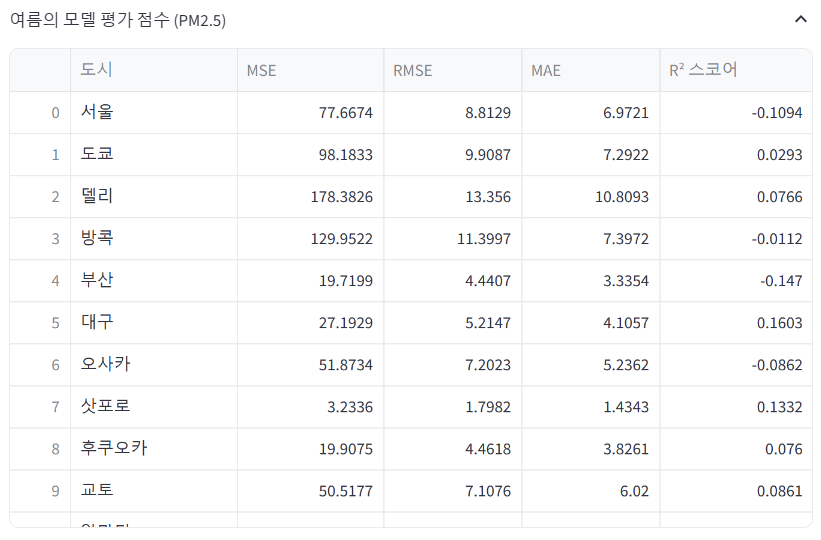 여름의 모델 평가 점수 (PM2.5)
도시 MSE RMSE MAE R² 스코어
0 서울 77.6674 8.8129 6.9721 -0.1094
1 도쿄 98.1833 9.9087 7.2922 0.0293
2 델리 178.3826 13.356 10.8093 0.0766
3 방콕 129.9522 11.3997 7.3972 -0.0112
4 부산 19.7199 4.4407 3.3354 -0.147
5 대구 27.1929 5.2147 4.1057 0.1603
6 오사카 51.8734 7.2023 5.2362 -0.0862
7 삿포로 3.2336 1.7982 1.4343 0.1332
8 후쿠오카 19.9075 4.4618 3.8261 0.076
9 교토 50.5177 7.1076 6.02 0.0861